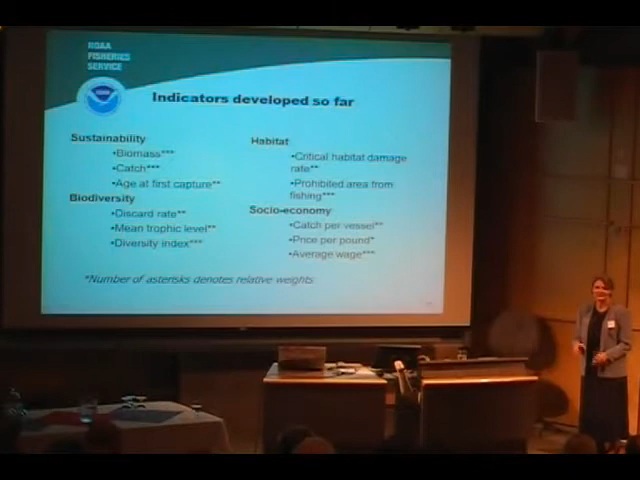 NOAA
FISHERIES
SERVICE
Indicators developed so far
Sustainability
•Biomass***
•Catch***
•Age at first capture**
Biodiversity
•Discard rate**
•Mean trophic level**
•Diversity index***
Habitat
•Critical habitat damage
rate**
•Prohibited area from
fishing***
Socio-economy
•Catch per vessel**
•Price per pound*
•Average wage***
*Number of asterisks denotes relative weights